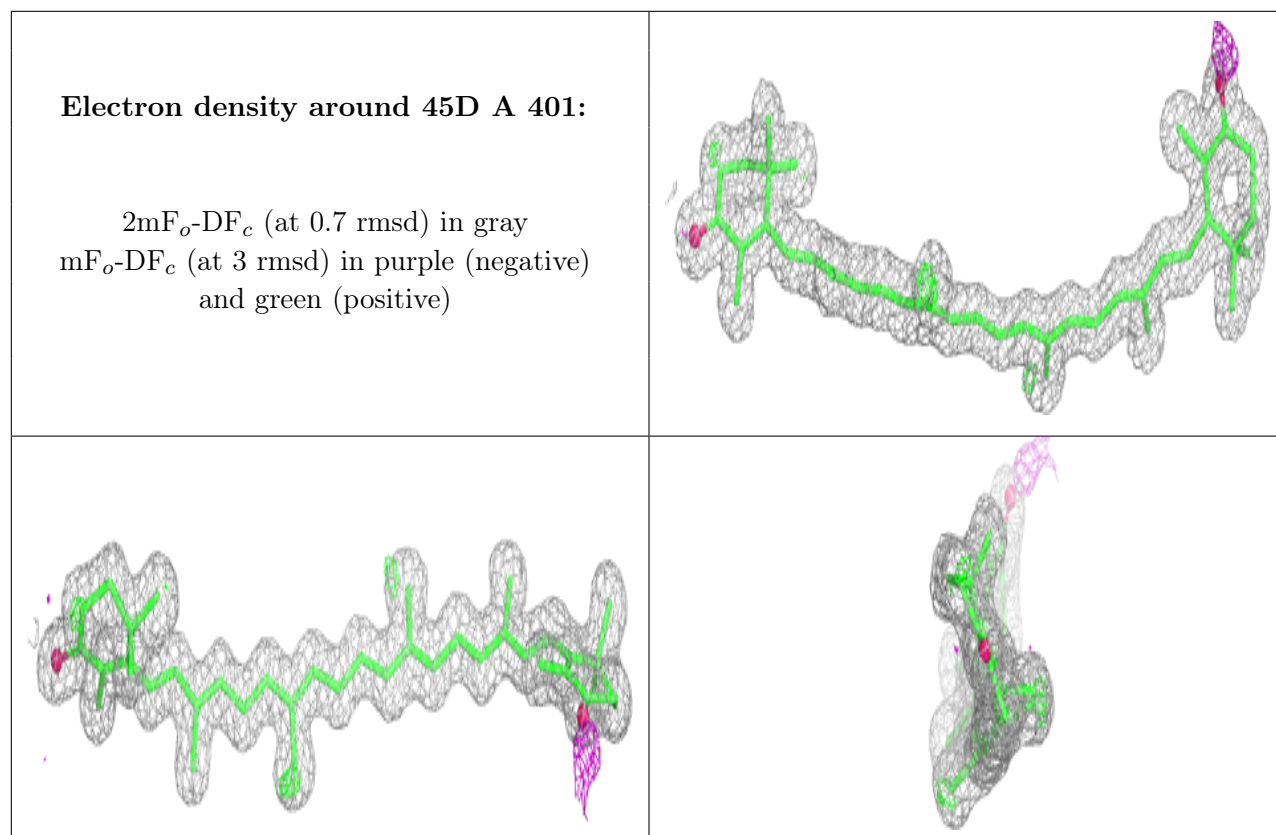 Electron density around 45D A 401:
2mFₒ-DF𝒸 (at 0.7 rmsd) in gray
mFₒ-DF𝒸 (at 3 rmsd) in purple (negative)
and green (positive)